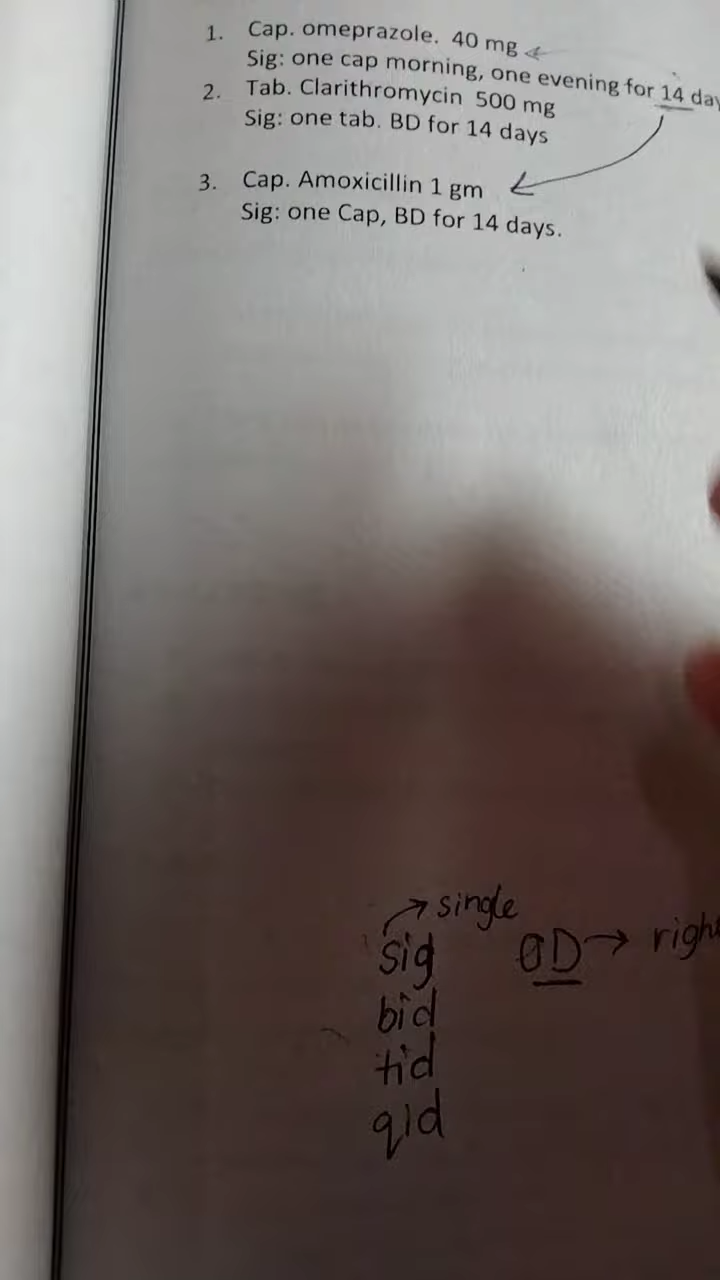 1. Cap. omeprazole. 40 mg
Sig: one cap morning, one evening for 14
2. Tab. Clarithromycin 500 mg
Sig: one tab. BD for 14 days
3. Cap. Amoxicillin 1 gm
Sig: one Cap, BD for 14 days.
single
sig OD →
bid
tid
qid